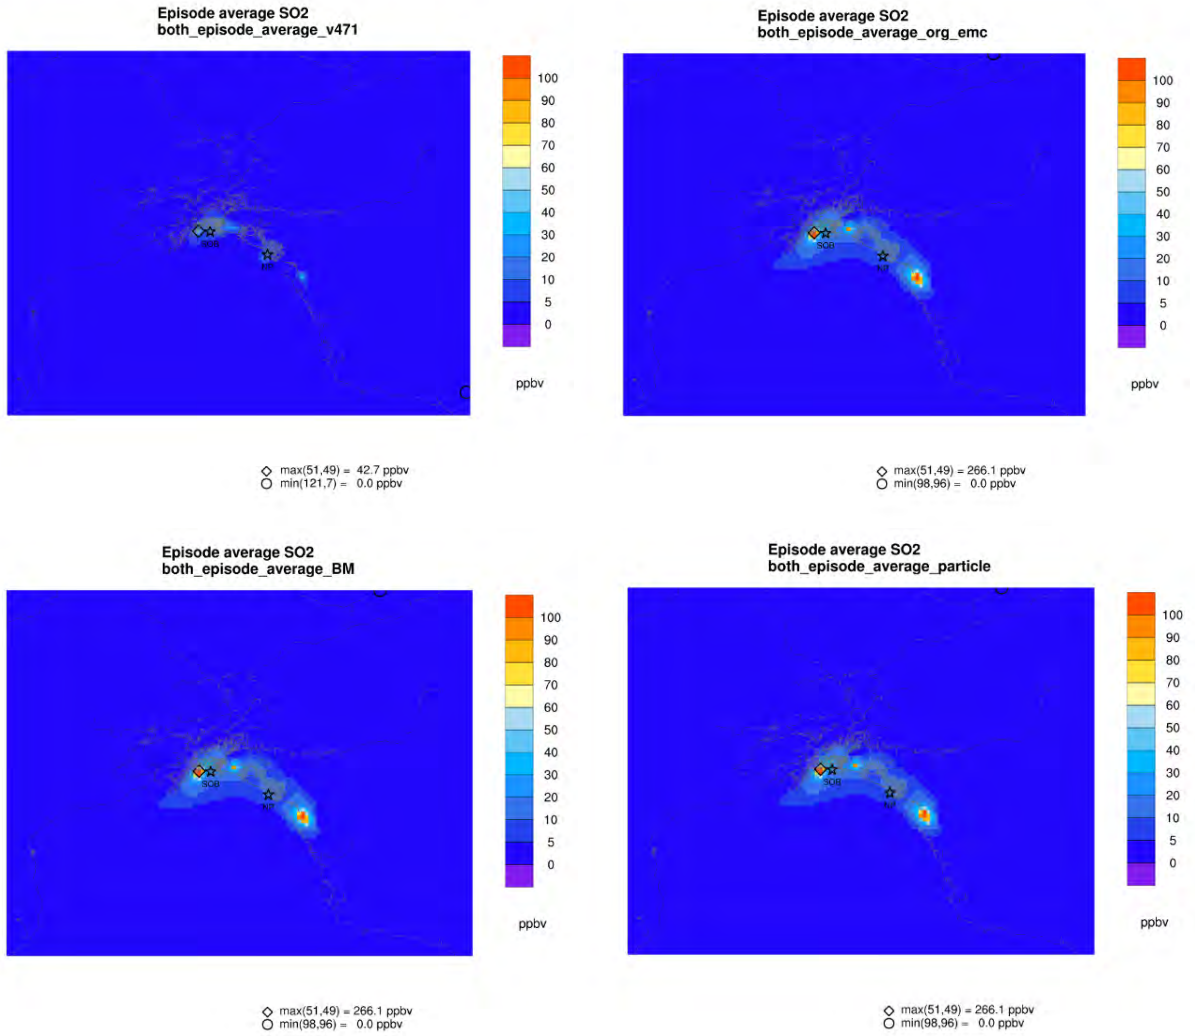 Episode average SO2
both_episode_average_v471
100
90
80
70
60
50
40
30
20
10
5
0
ppbv
max(51,49) = 42.7 ppbv
min(121,7) = 0.0 ppbv
Episode average SO2
both_episode_average_org_emc
SOB
100
90
80
70
60
50
40
30
20
10
5
0
ppbv
max(51,49) = 266.1 ppbv
min(98,96) = 0.0 ppbv
Episode average SO2
both_episode_average_BM
SOB
100
90
80
70
60
50
40
30
20
10
5
0
ppbv
max(51,49) = 266.1 ppbv
min(98,96) = 0.0 ppbv
Episode average SO2
both_episode_average_particle
SOB
100
90
80
70
60
50
40
30
20
10
5
0
ppbv
max(51,49) = 266.1 ppbv
min(98,96) = 0.0 ppbv